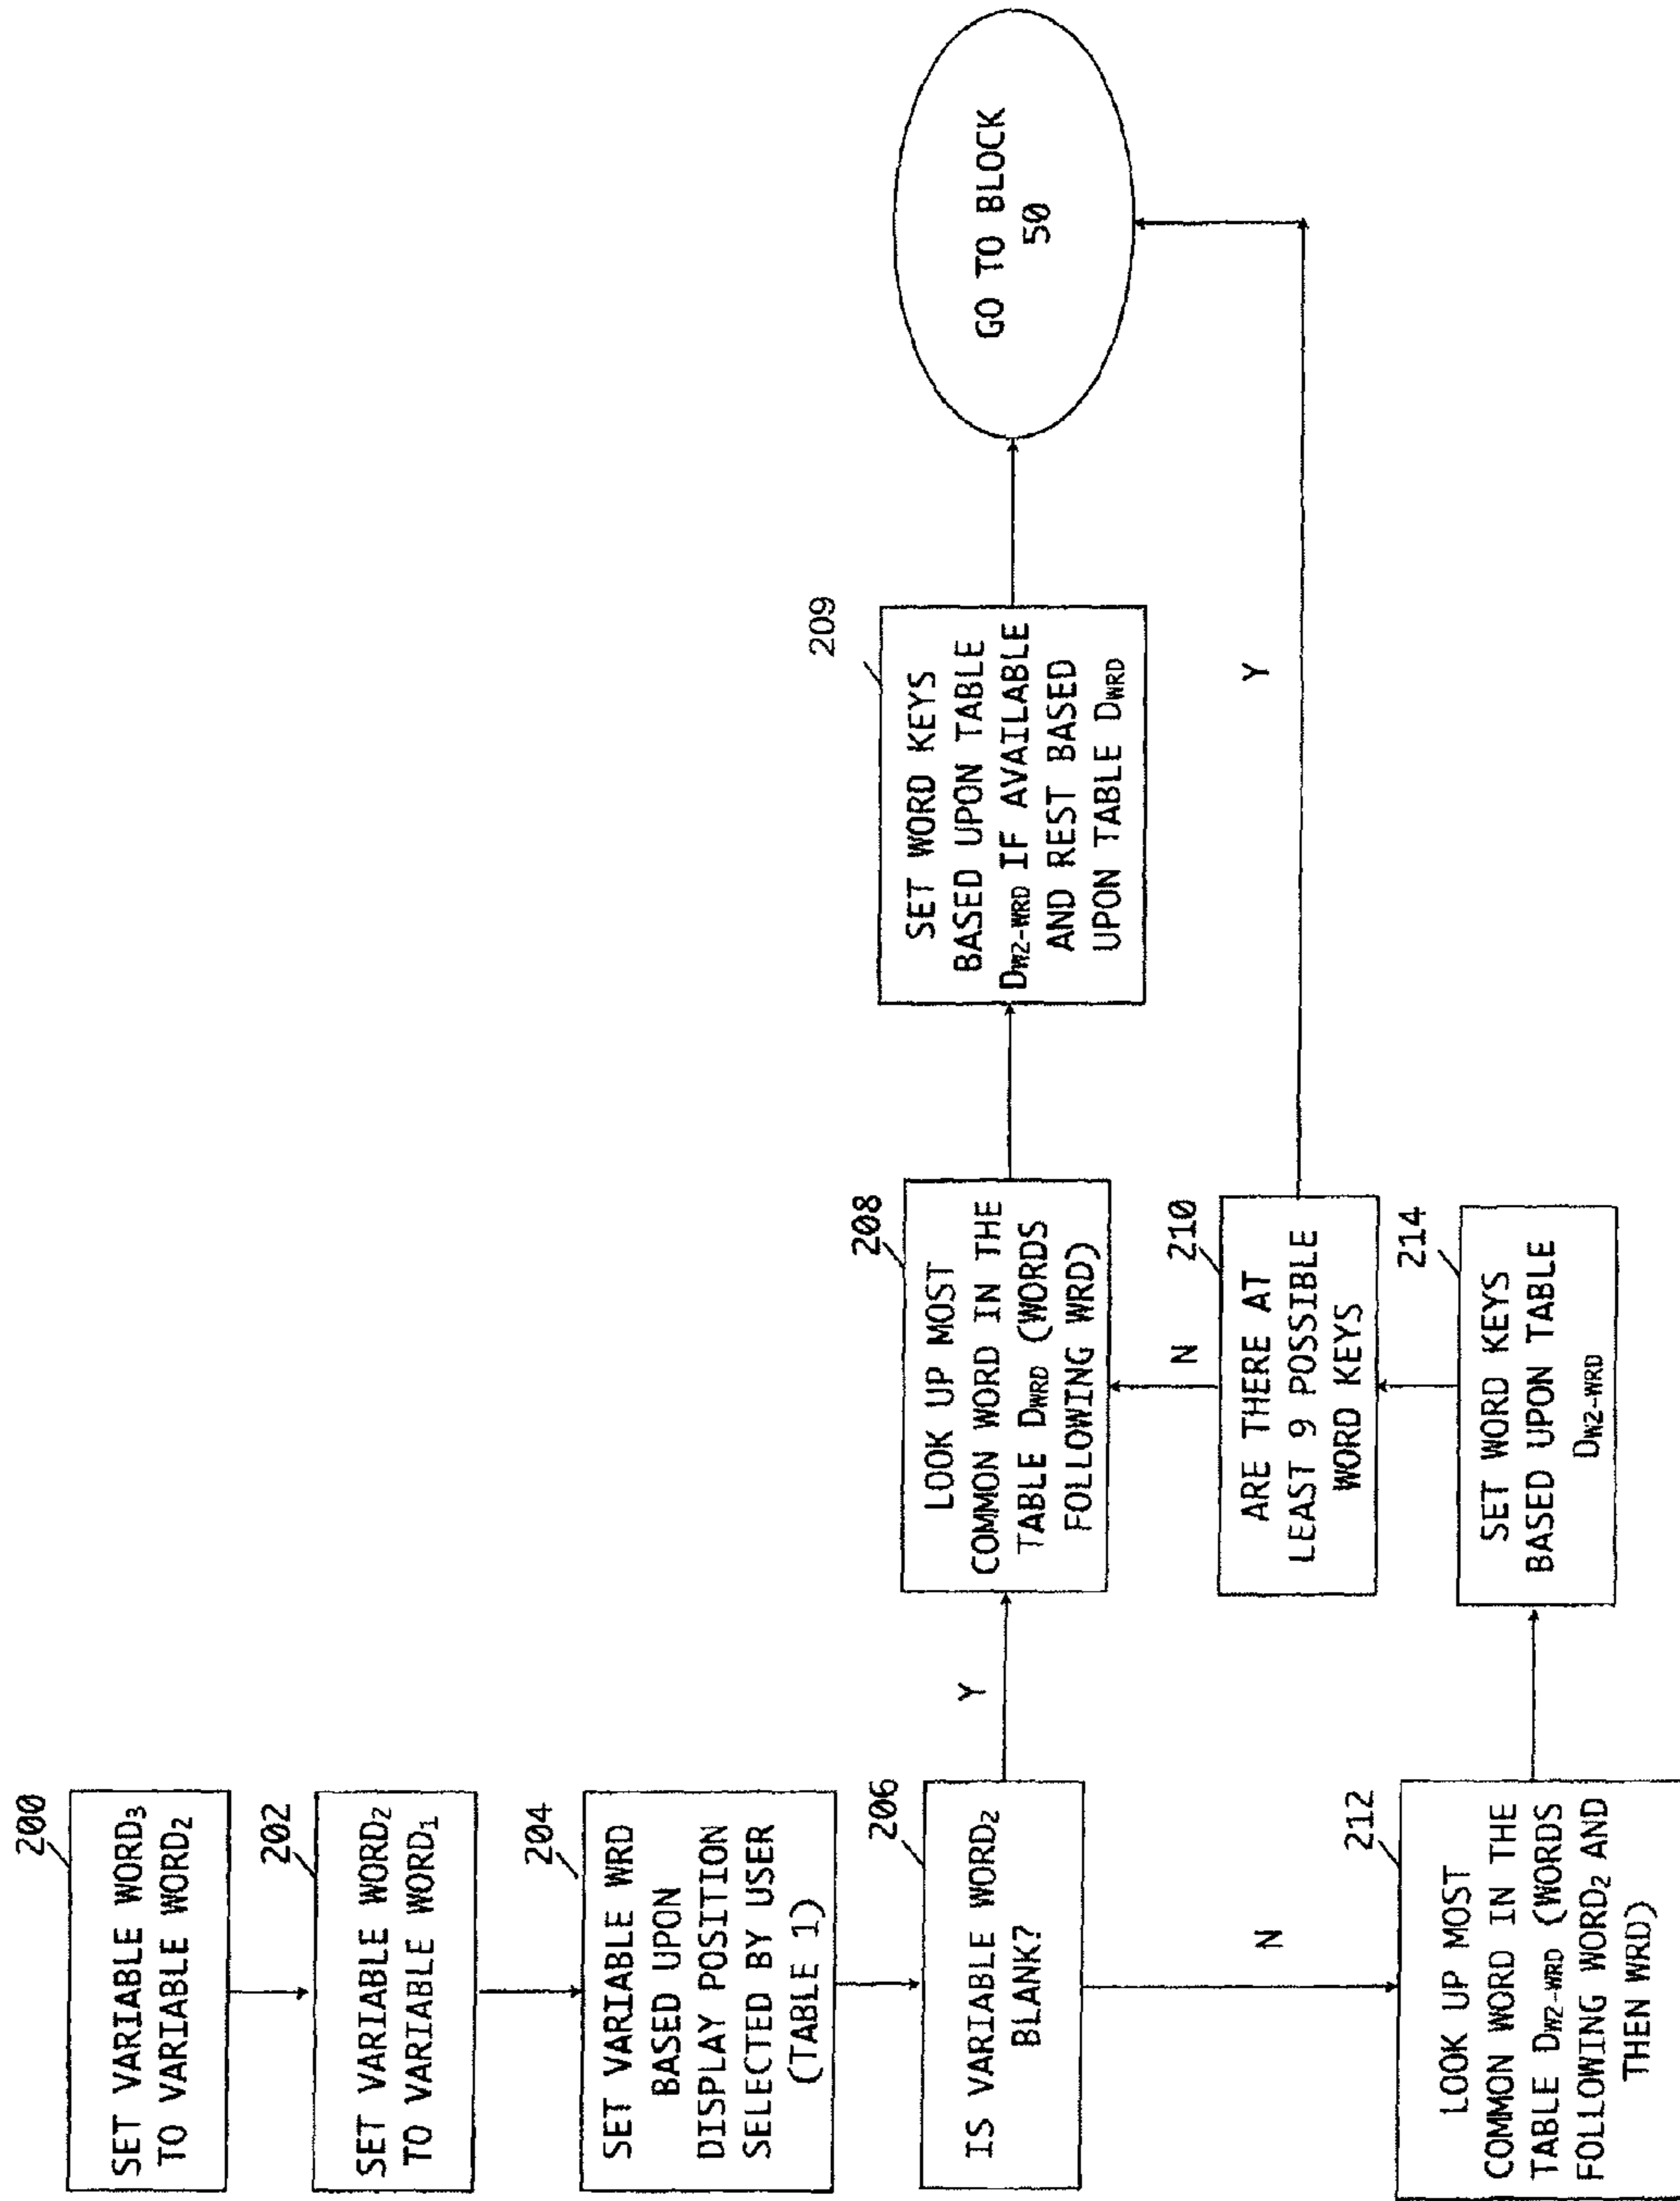 200
SET VARIABLE WORD₃
TO VARIABLE WORD₂
202
SET VARIABLE WORD₂
TO VARIABLE WORD₁
204
SET VARIABLE WRD
BASED UPON
DISPLAY POSITION
SELECTED BY USER
(TABLE 1)
206
IS VARIABLE WORD₂
BLANK?
Y
N
212
LOOK UP MOST
COMMON WORD IN THE
TABLE D_W2-WRD (WORDS
FOLLOWING WORD₂ AND
THEN WRD)
208
LOOK UP MOST
COMMON WORD IN THE
TABLE D_WRD (WORDS
FOLLOWING WRD)
N
210
ARE THERE AT
LEAST 9 POSSIBLE
WORD KEYS
214
SET WORD KEYS
BASED UPON TABLE
D_W2-WRD
209
SET WORD KEYS
BASED UPON TABLE
D_W2-WRD IF AVAILABLE
AND REST BASED
UPON TABLE D_WRD
Y
GO TO BLOCK
50